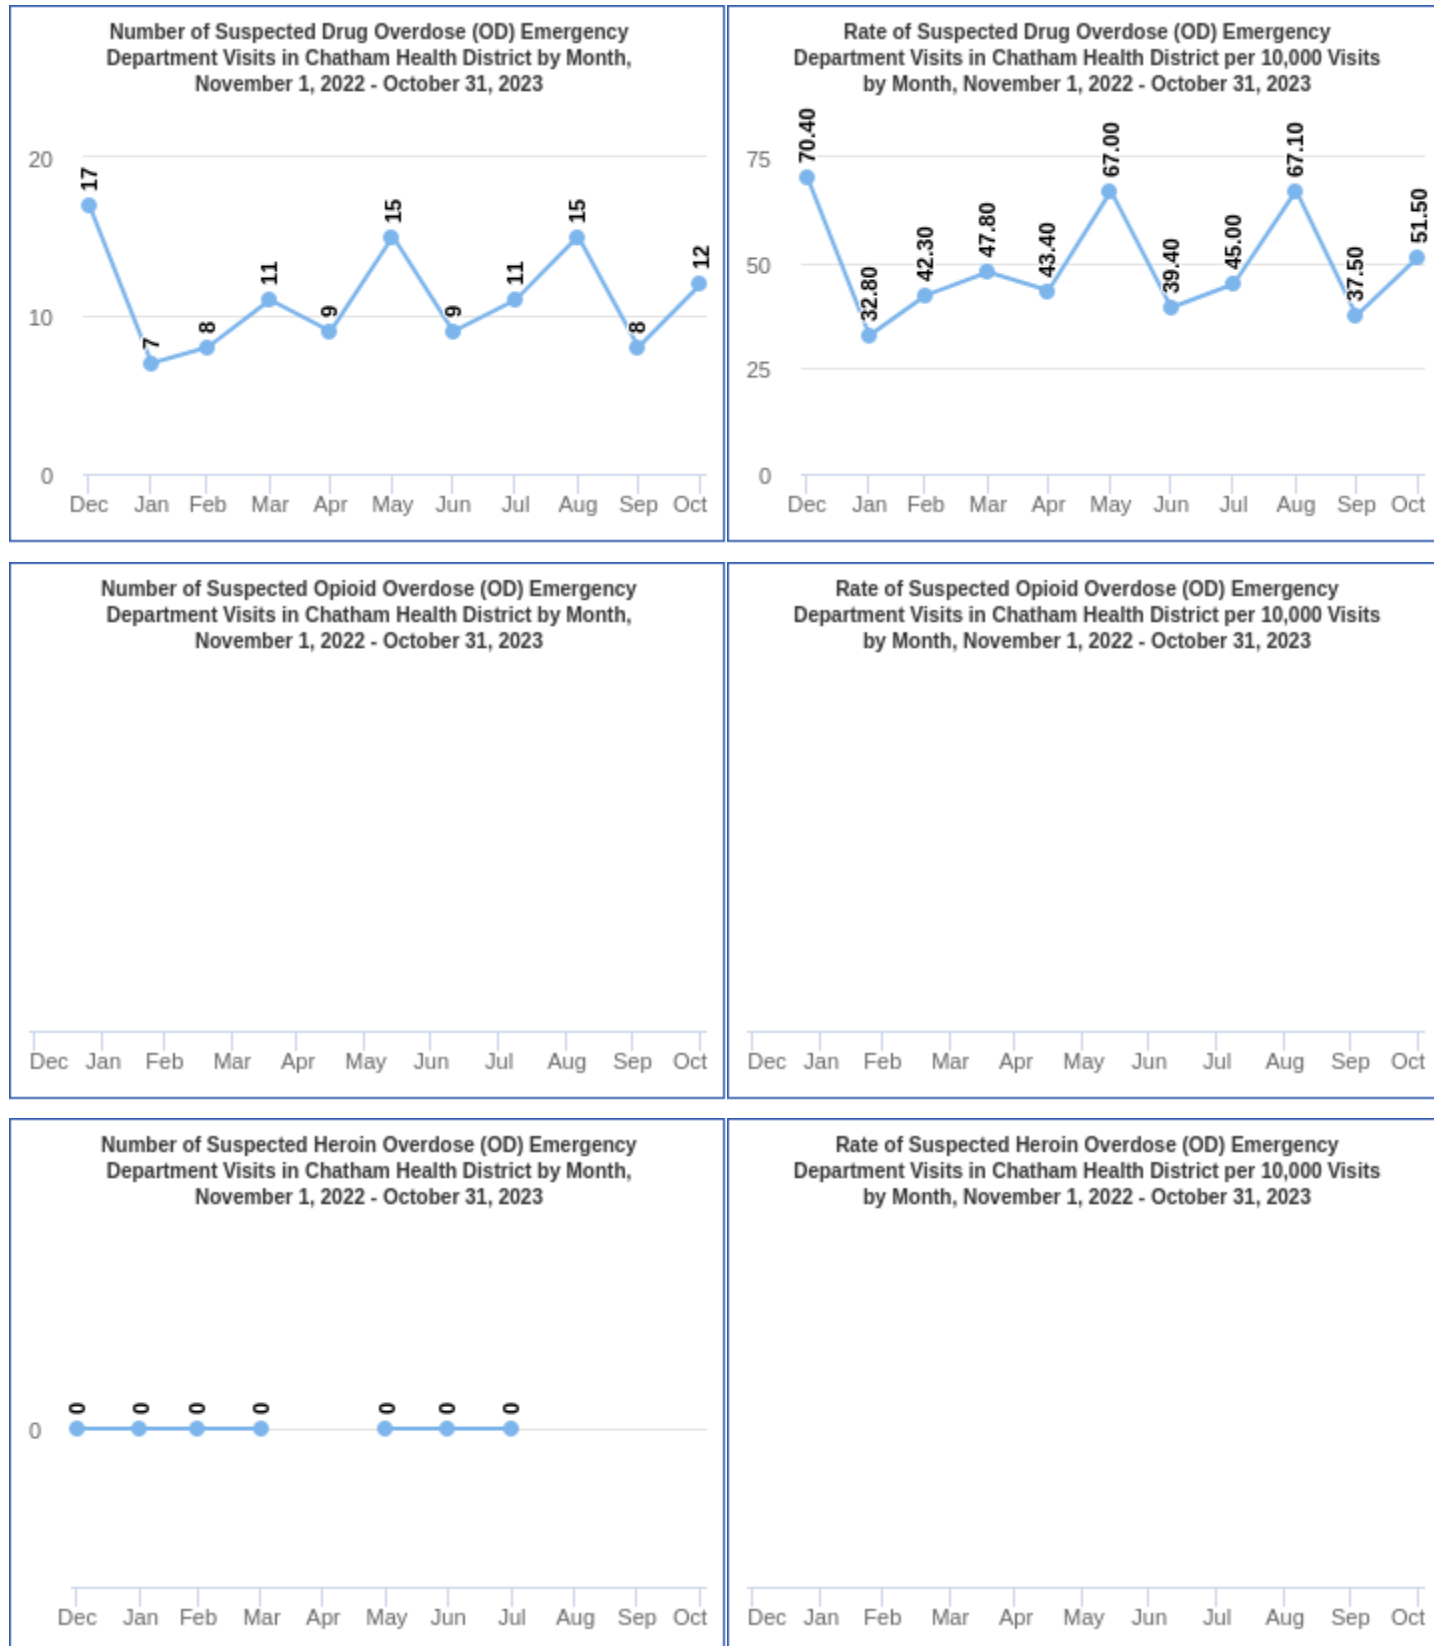 Number of Suspected Drug Overdose (OD) Emergency
Department Visits in Chatham Health District by Month,
November 1, 2022 - October 31, 2023
20
10
0
17
7
8
11
9
15
9
11
15
8
12
Dec Jan Feb Mar Apr May Jun Jul Aug Sep Oct
Rate of Suspected Drug Overdose (OD) Emergency
Department Visits in Chatham Health District per 10,000 Visits
by Month, November 1, 2022 - October 31, 2023
75
50
25
0
70.40
32.80
42.30
47.80
43.40
67.00
39.40
45.00
67.10
37.50
51.50
Dec Jan Feb Mar Apr May Jun Jul Aug Sep Oct
Number of Suspected Opioid Overdose (OD) Emergency
Department Visits in Chatham Health District by Month,
November 1, 2022 - October 31, 2023
Dec Jan Feb Mar Apr May Jun Jul Aug Sep Oct
Rate of Suspected Opioid Overdose (OD) Emergency
Department Visits in Chatham Health District per 10,000 Visits
by Month, November 1, 2022 - October 31, 2023
Dec Jan Feb Mar Apr May Jun Jul Aug Sep Oct
Number of Suspected Heroin Overdose (OD) Emergency
Department Visits in Chatham Health District by Month,
November 1, 2022 - October 31, 2023
0
0
0
0
0
0
0
0
Dec Jan Feb Mar Apr May Jun Jul Aug Sep Oct
Rate of Suspected Heroin Overdose (OD) Emergency
Department Visits in Chatham Health District per 10,000 Visits
by Month, November 1, 2022 - October 31, 2023
Dec Jan Feb Mar Apr May Jun Jul Aug Sep Oct